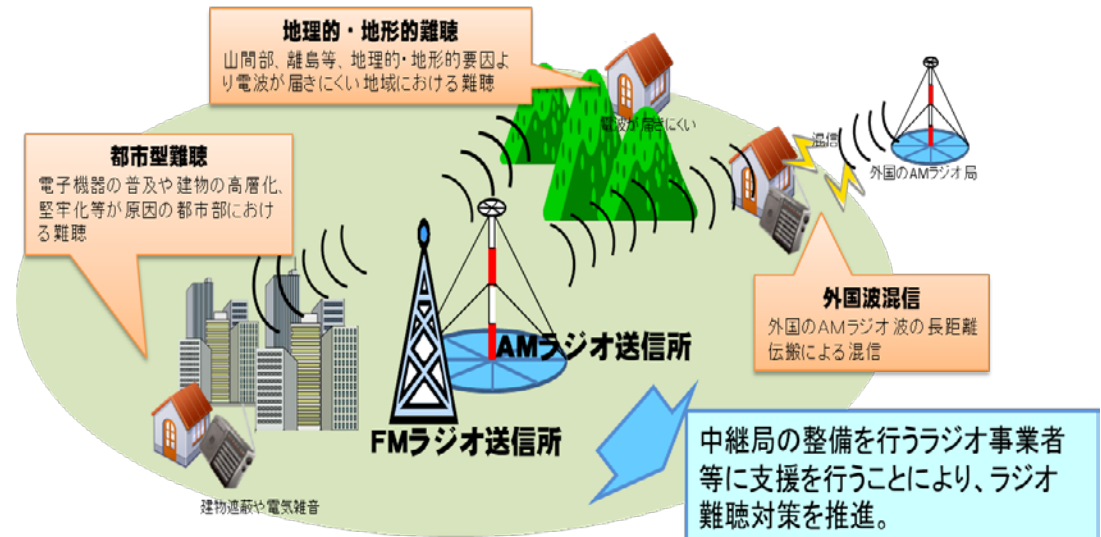 地理的・地形的難聴
山間部、離島等、地理的・地形的要因よ
り電波が届きにくい地域における難聴
電波が届きにくい
混信
外国のAMラジオ局
都市型難聴
電子機器の普及や建物の高層化、
堅牢化等が原因の都市部におけ
る難聴
外国波混信
外国のAMラジオ波の長距離
伝搬による混信
AMラジオ送信所
FMラジオ送信所
建物遮蔽や電気雑音
中継局の整備を行うラジオ事業者
等に支援を行うことにより、ラジオ
難聴対策を推進。